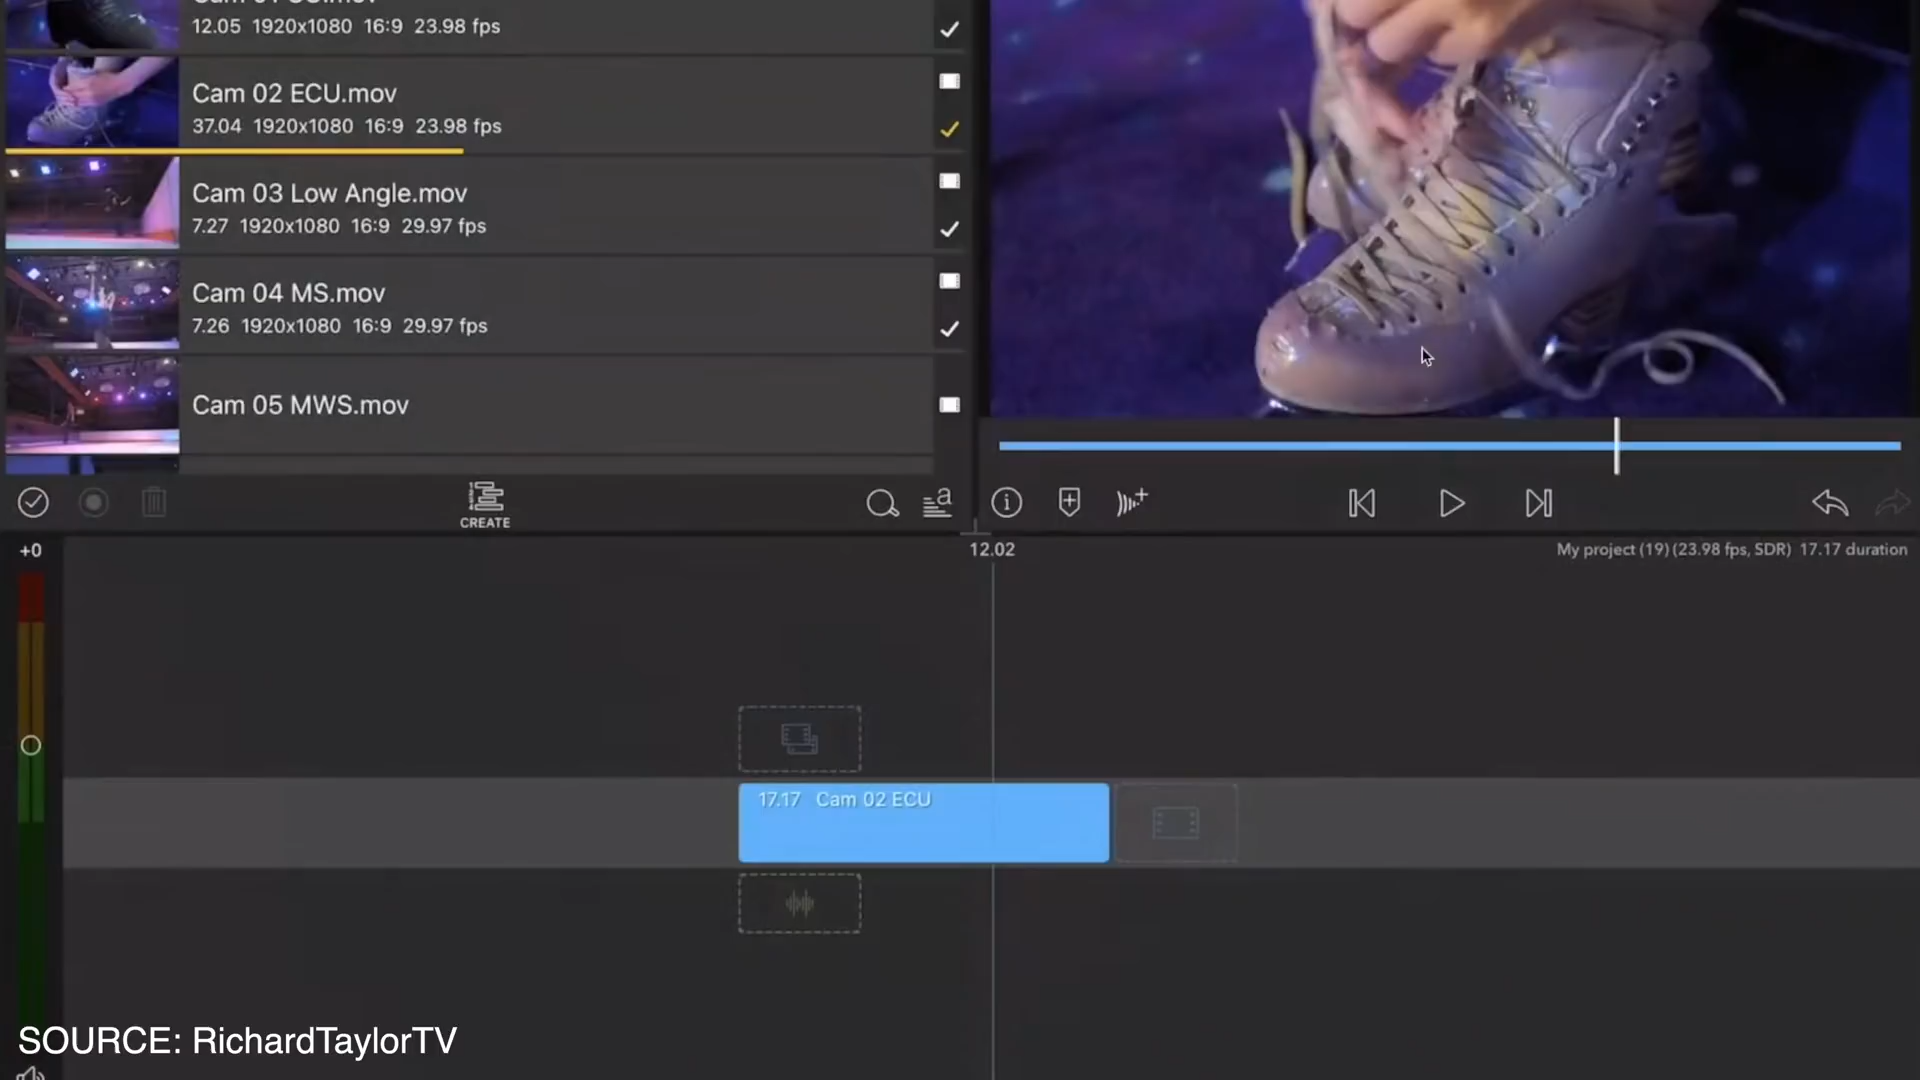 12.05 1920x1080 16:9 23.98 fps
Cam 02 ECU.mov
37.04 1920x1080 16:9 23.98 fps
Cam 03 Low Angle.mov
7.27 1920x1080 16:9 29.97 fps
Cam 04 MS.mov
7.26 1920x1080 16:9 29.97 fps
Cam 05 MWS.mov
CREATE
a
+0
12.02
My project (19) (23.98 fps, SDR) 17.17 duration
17.17 Cam 02 ECU
SOURCE: RichardTaylorTV